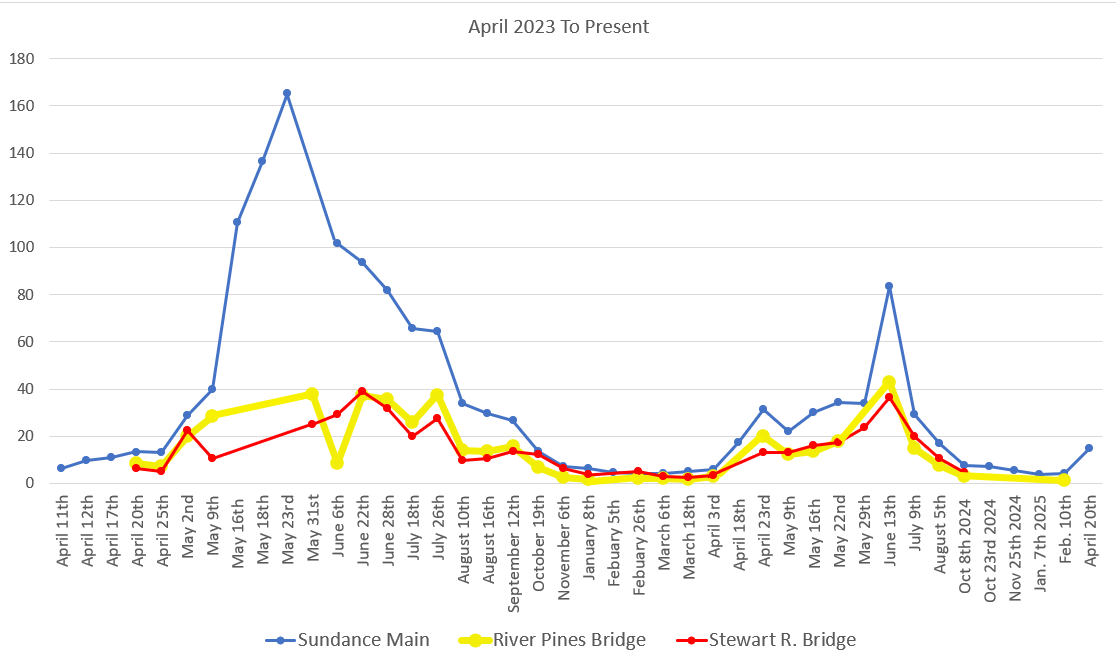 April 2023 To Present
180
160
140
120
100
80
60
40
20
0
April 11th
April 12th
April 17th
April 20th
April 25th
May 2nd
May 9th
May 16th
May 18th
May 23rd
May 31st
June 6th
June 22th
June 28th
July 18th
July 26th
August 10th
August 16th
September 12th
October 19th
November 6th
January 8th
Febuary 5th
Febuary 26th
March 6th
March 18th
April 3rd
April 18th
April 23rd
May 9th
May 16th
May 22nd
May 29th
June 13th
July 9th
August 5th
Oct 8th 2024
Oct 23rd 2024
Nov 25th 2024
Jan. 7th 2025
Feb. 10th
April 20th
Sundance Main River Pines Bridge Stewart R. Bridge